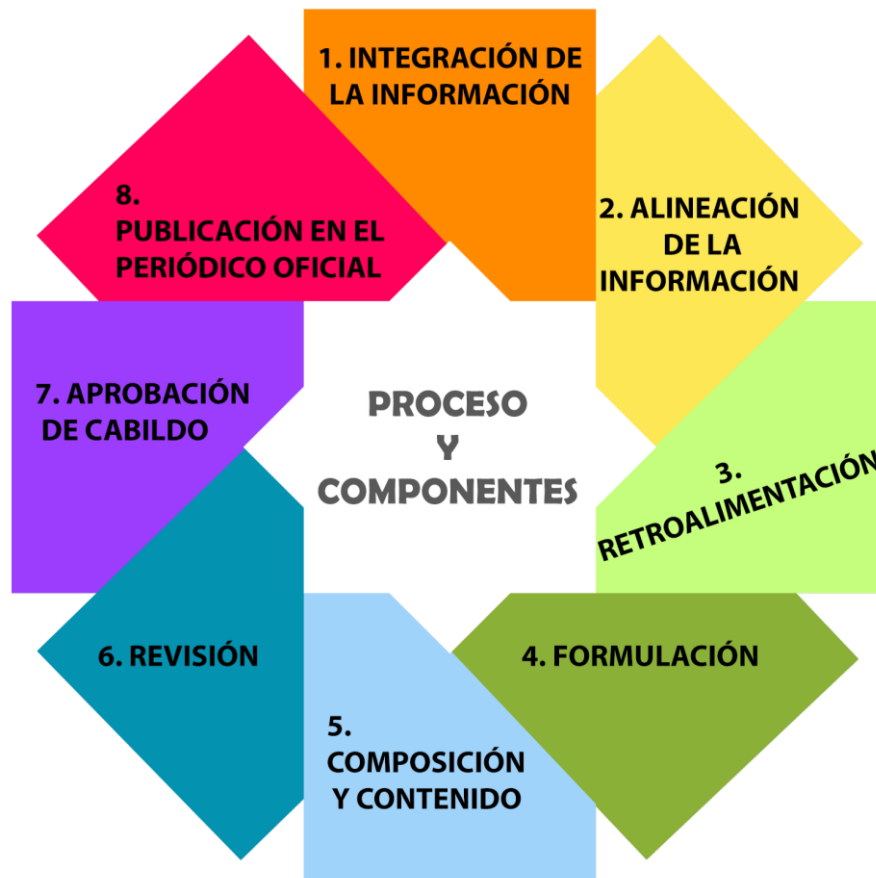 1. INTEGRACIÓN DE
LA INFORMACIÓN
2. ALINEACIÓN
DE LA
INFORMACIÓN
3.
RETROALIMENTACIÓN
4. FORMULACIÓN
5.
COMPOSICIÓN
Y CONTENIDO
6. REVISIÓN
7. APROBACIÓN
DE CABILDO
8.
PUBLICACIÓN EN EL
PERIÓDICO OFICIAL
PROCESO
Y
COMPONENTES